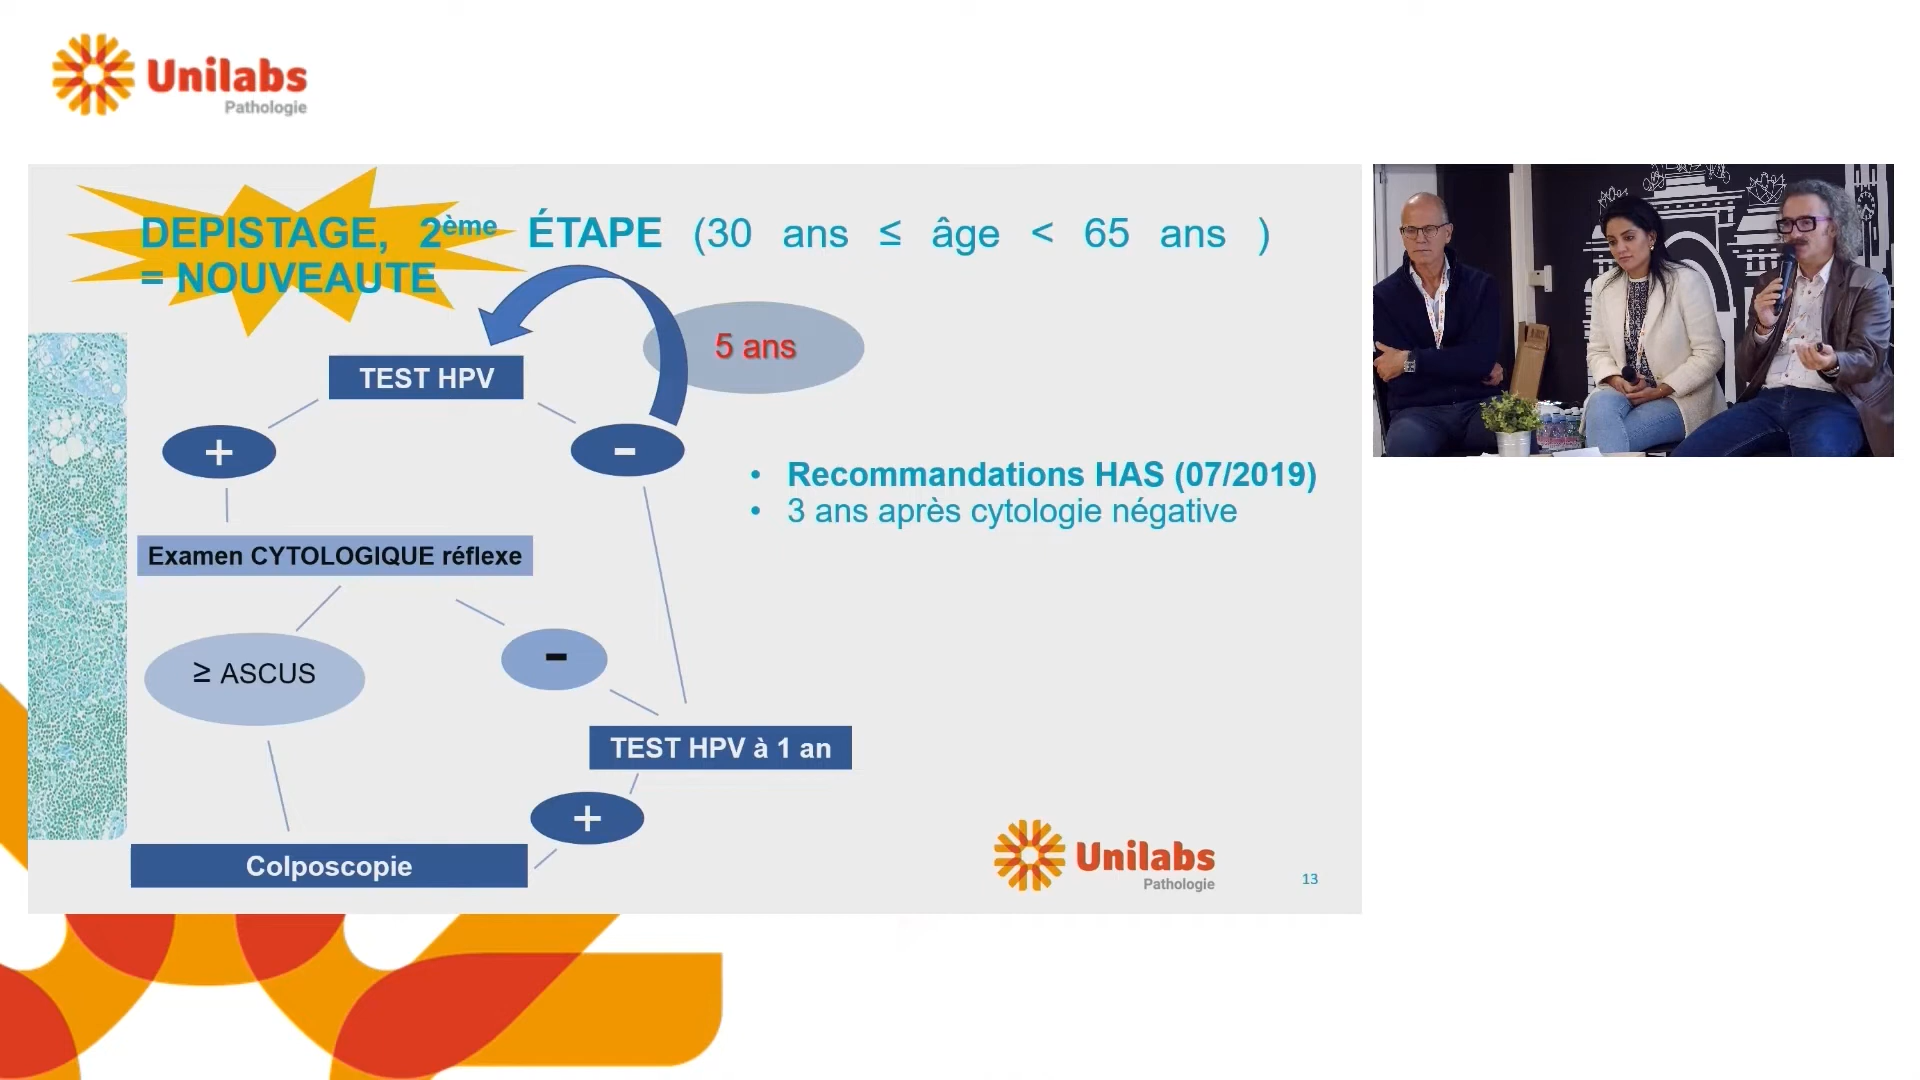 Unilabs
Pathologie
DEPISTAGE, 2ème ÉTAPE (30 ans ≤ âge < 65 ans )
= NOUVEAUTE
5 ans
TEST HPV
+
-
Recommandations HAS (07/2019)
3 ans après cytologie négative
Examen CYTOLOGIQUE réflexe
≥ ASCUS
-
TEST HPV à 1 an
+
Colposcopie
Unilabs
Pathologie
13